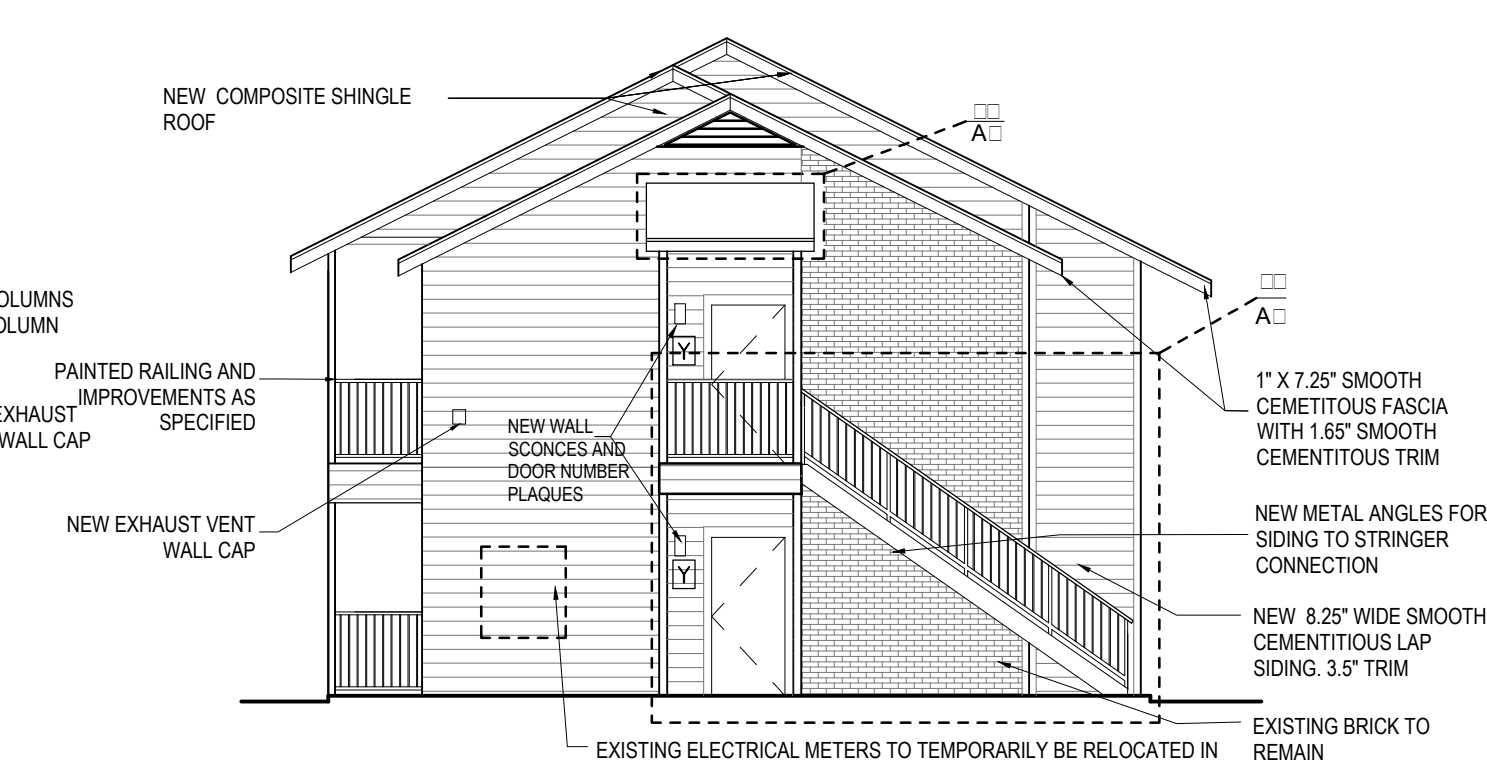 NEW COMPOSITE SHINGLE
ROOF
A
A
OLUMNS
OLUMN
PAINTED RAILING AND
IMPROVEMENTS AS
SPECIFIED
EXHAUST
WALL CAP
NEW EXHAUST VENT
WALL CAP
NEW WALL
SCONCES AND
DOOR NUMBER
PLAQUES
Y
Y
1" X 7.25" SMOOTH
CEMETITOUS FASCIA
WITH 1.65" SMOOTH
CEMENTITOUS TRIM
NEW METAL ANGLES FOR
SIDING TO STRINGER
CONNECTION
NEW 8.25" WIDE SMOOTH
CEMENTITIOUS LAP
SIDING. 3.5" TRIM
EXISTING BRICK TO
REMAIN
EXISTING ELECTRICAL METERS TO TEMPORARILY BE RELOCATED IN